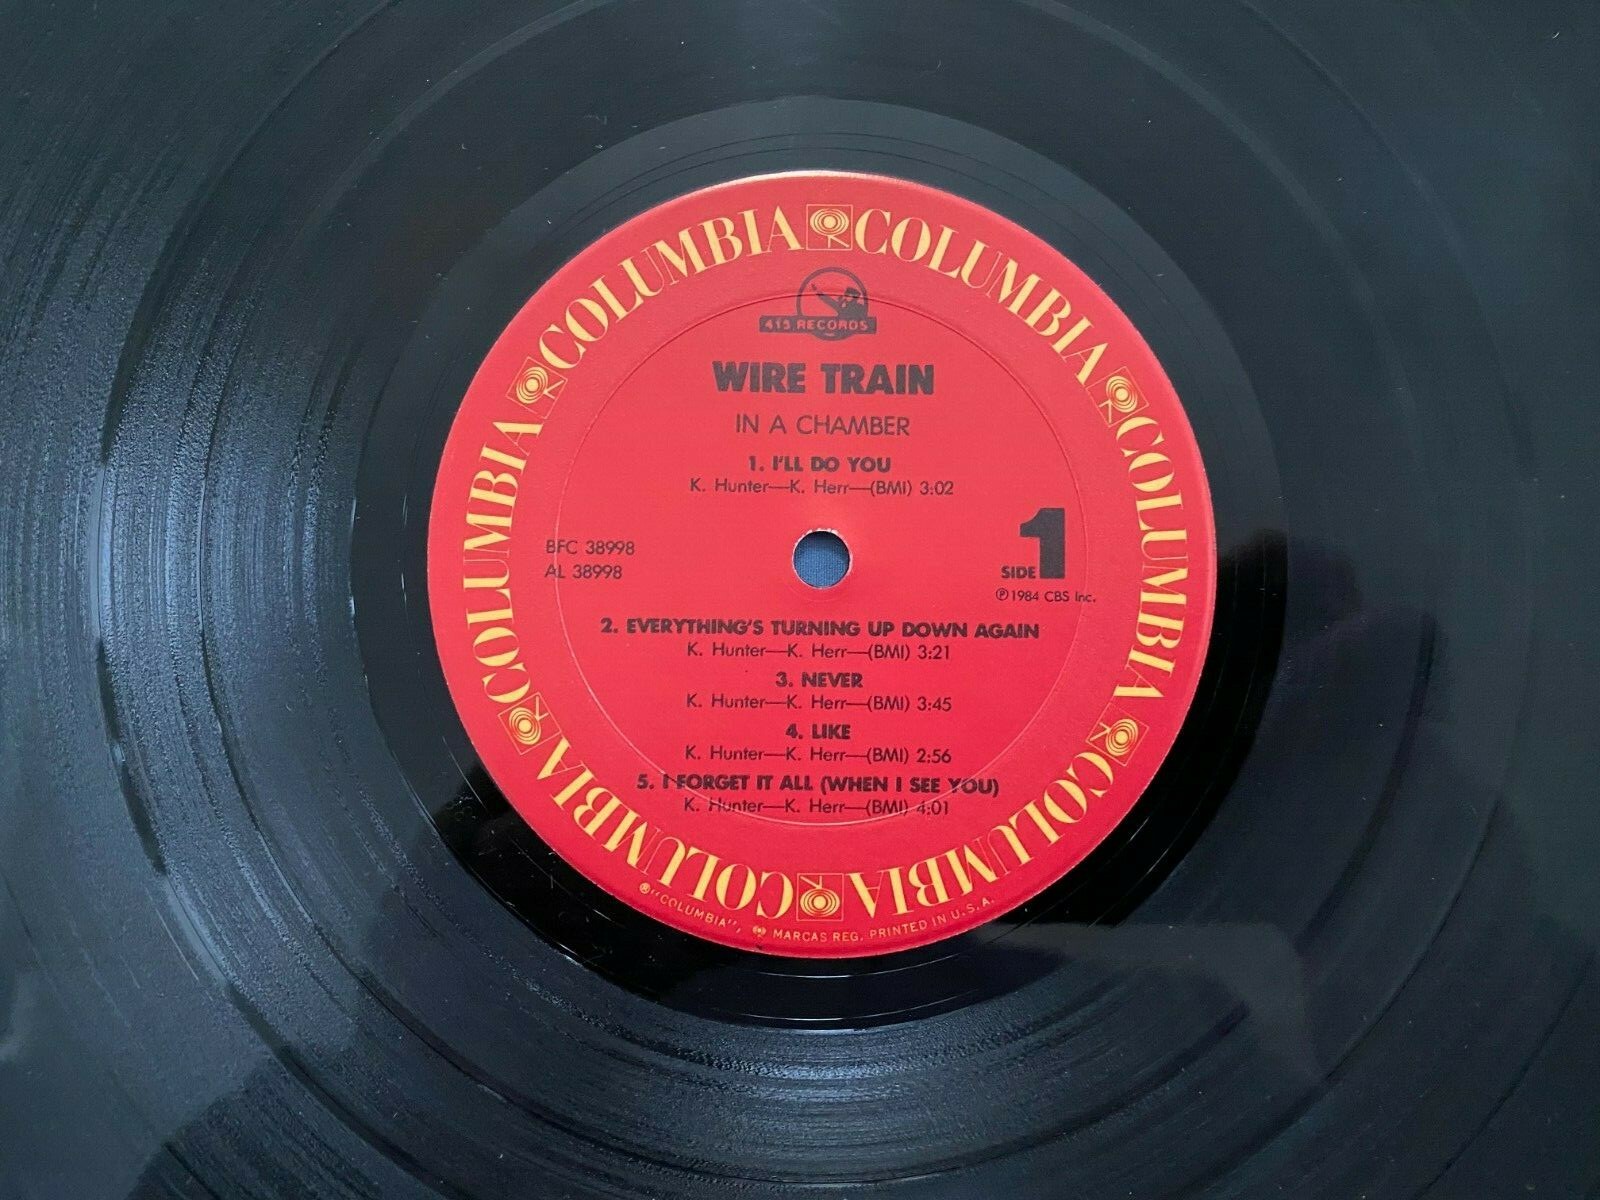 COLUMBIA COLUMBIA COLUMBIA COLUMBIA COLUMBIA COLUMBIA COLUMBIA COLUMBIA
415 RECORDS
WIRE TRAIN
IN A CHAMBER
1. I'LL DO YOU
K. Hunter—K. Herr—(BMI) 3:02
BFC 38998
AL 38998
SIDE 1
℗1984 CBS Inc.
2. EVERYTHING'S TURNING UP DOWN AGAIN
K. Hunter—K. Herr—(BMI) 3:21
3. NEVER
K. Hunter—K. Herr—(BMI) 3:45
4. LIKE
K. Hunter—K. Herr—(BMI) 2:56
5. I FORGET IT ALL (WHEN I SEE YOU)
K. Hunter—K. Herr—(BMI) 4:01
® "COLUMBIA", MARCAS REG. PRINTED IN U.S.A.